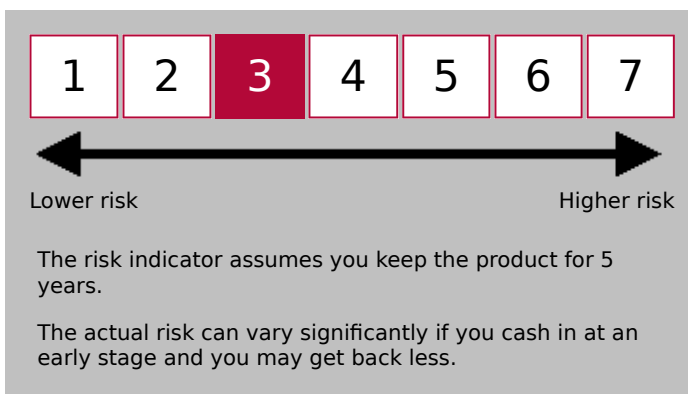 1 2 3 4 5 6 7
Lower risk Higher risk
The risk indicator assumes you keep the product for 5
years.
The actual risk can vary significantly if you cash in at an
early stage and you may get back less.